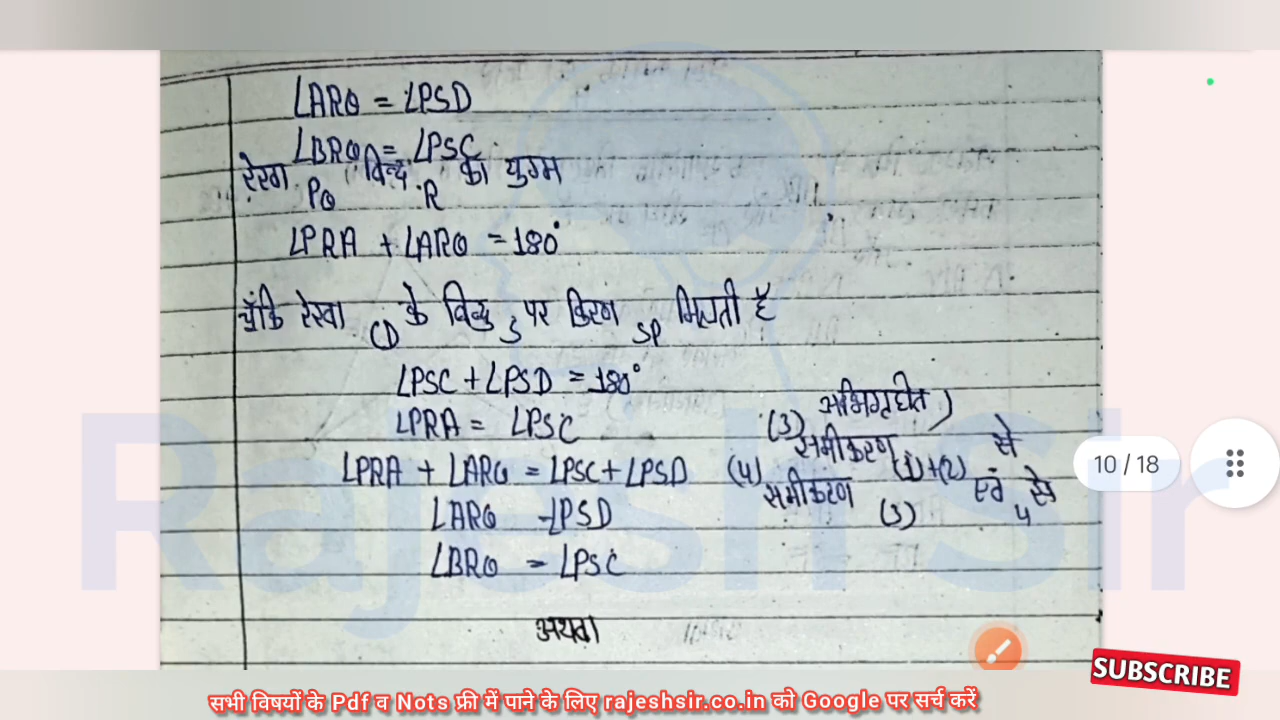 ∠ARQ = ∠PSD
∠BRQ = ∠PSC
रेखा PQ बिन्दु R का युग्म
∠PRA + ∠ARQ = 180°
चूँकि रेखा CD के बिन्दु S पर किरण SP मिलती है
∠PSC + ∠PSD = 180°
∠PRA = ∠PSC (3) अभिगृहीत)
∠PRA + ∠ARQ = ∠PSC + ∠PSD (4) समीकरण (1)+(2) से
∠ARQ = ∠PSD समीकरण (3) एवं 4 से
∠BRQ = ∠PSC
अथवा
10 / 18
Rajesh Sir
SUBSCRIBE
सभी विषयों के Pdf व Nots फ्री में पाने के लिए rajeshsir.co.in को Google पर सर्च करें